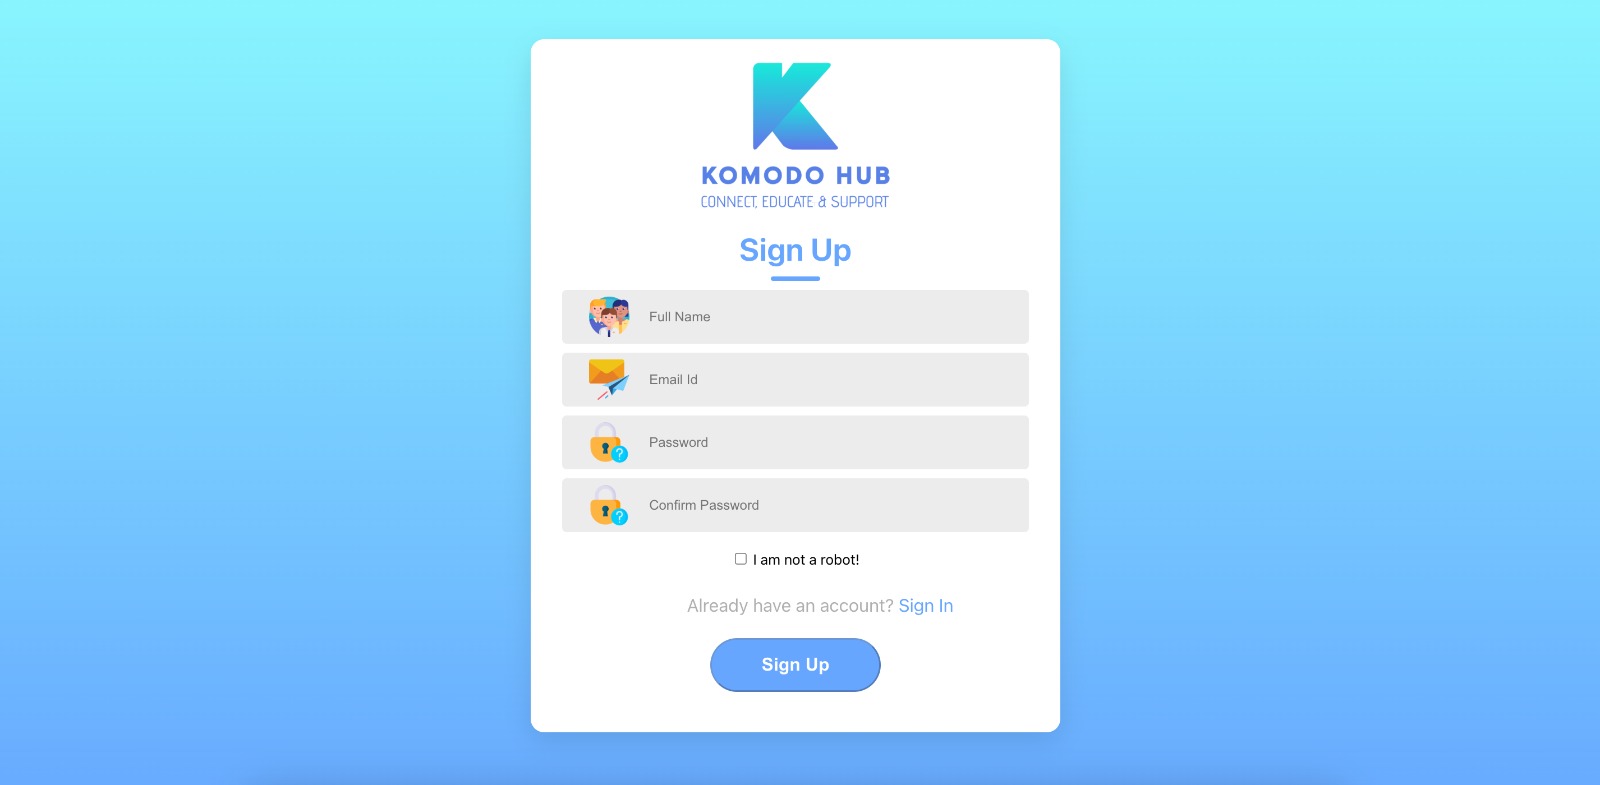 KOMODO HUB
CONNECT, EDUCATE & SUPPORT
Sign Up
Full Name
Email Id
Password
?
Confirm Password
?
I am not a robot!
Already have an account? Sign In
Sign Up